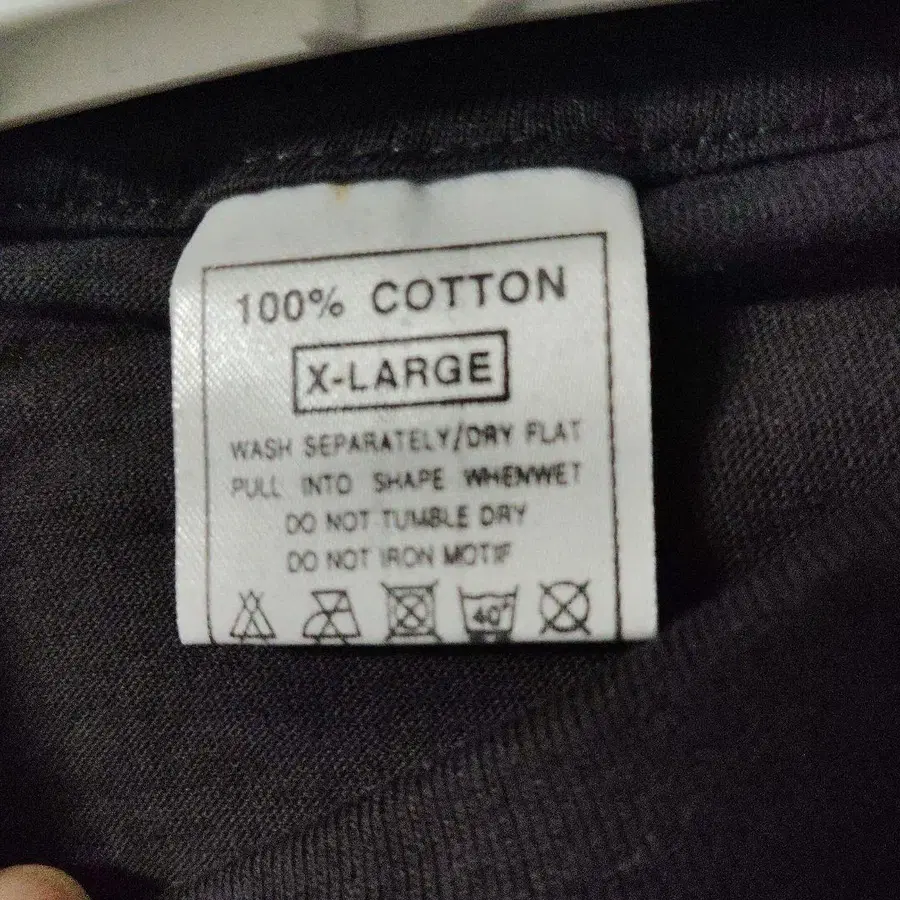 100% COTTON
X-LARGE
WASH SEPARATELY/DRY FLAT
PULL INTO SHAPE WHENWET
DO NOT TUMBLE DRY
DO NOT IRON MOTIF
40°